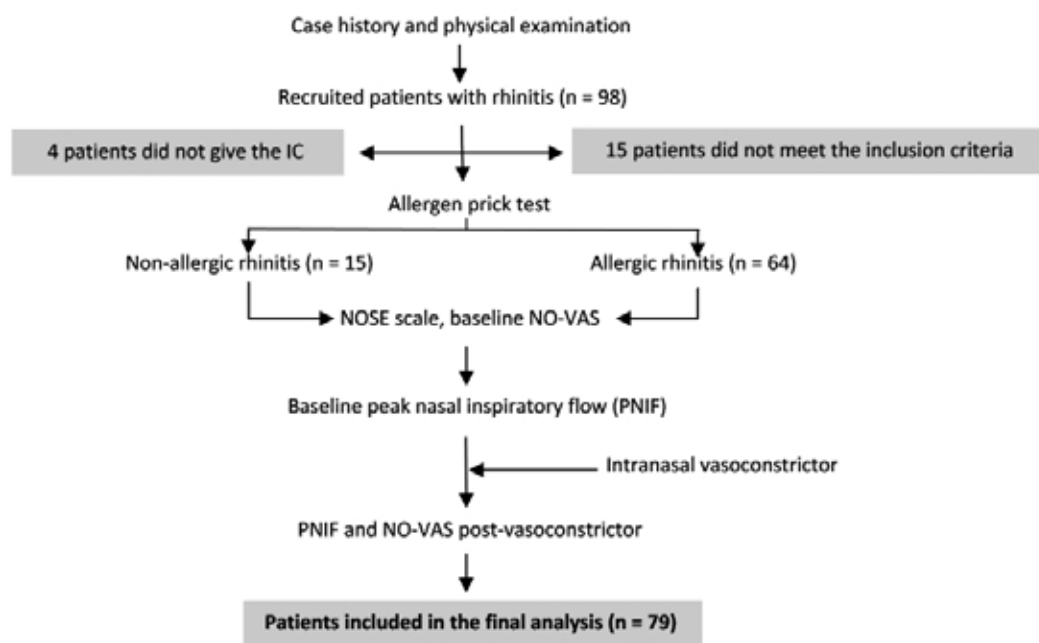 Case history and physical examination
Recruited patients with rhinitis (n = 98)
4 patients did not give the IC
15 patients did not meet the inclusion criteria
Allergen prick test
Non-allergic rhinitis (n = 15)
Allergic rhinitis (n = 64)
NOSE scale, baseline NO-VAS
Baseline peak nasal inspiratory flow (PNIF)
Intranasal vasoconstrictor
PNIF and NO-VAS post-vasoconstrictor
Patients included in the final analysis (n = 79)